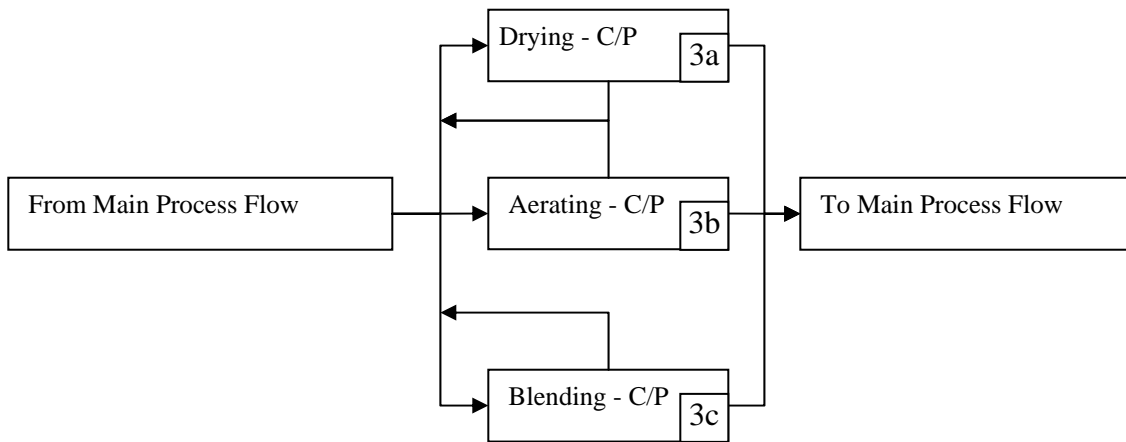 Drying - C/P
3a
From Main Process Flow
Aerating - C/P
3b
To Main Process Flow
Blending - C/P
3c